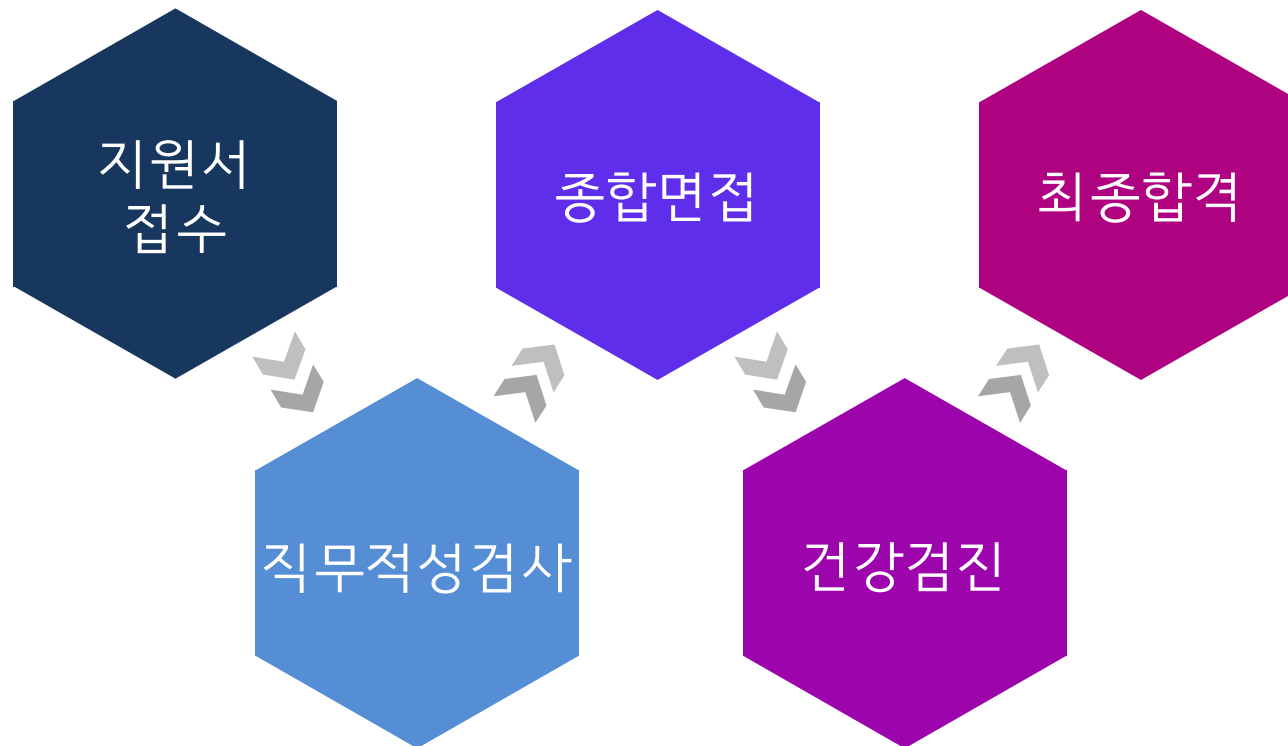 지원서
접수
직무적성검사
종합면접
건강검진
최종합격